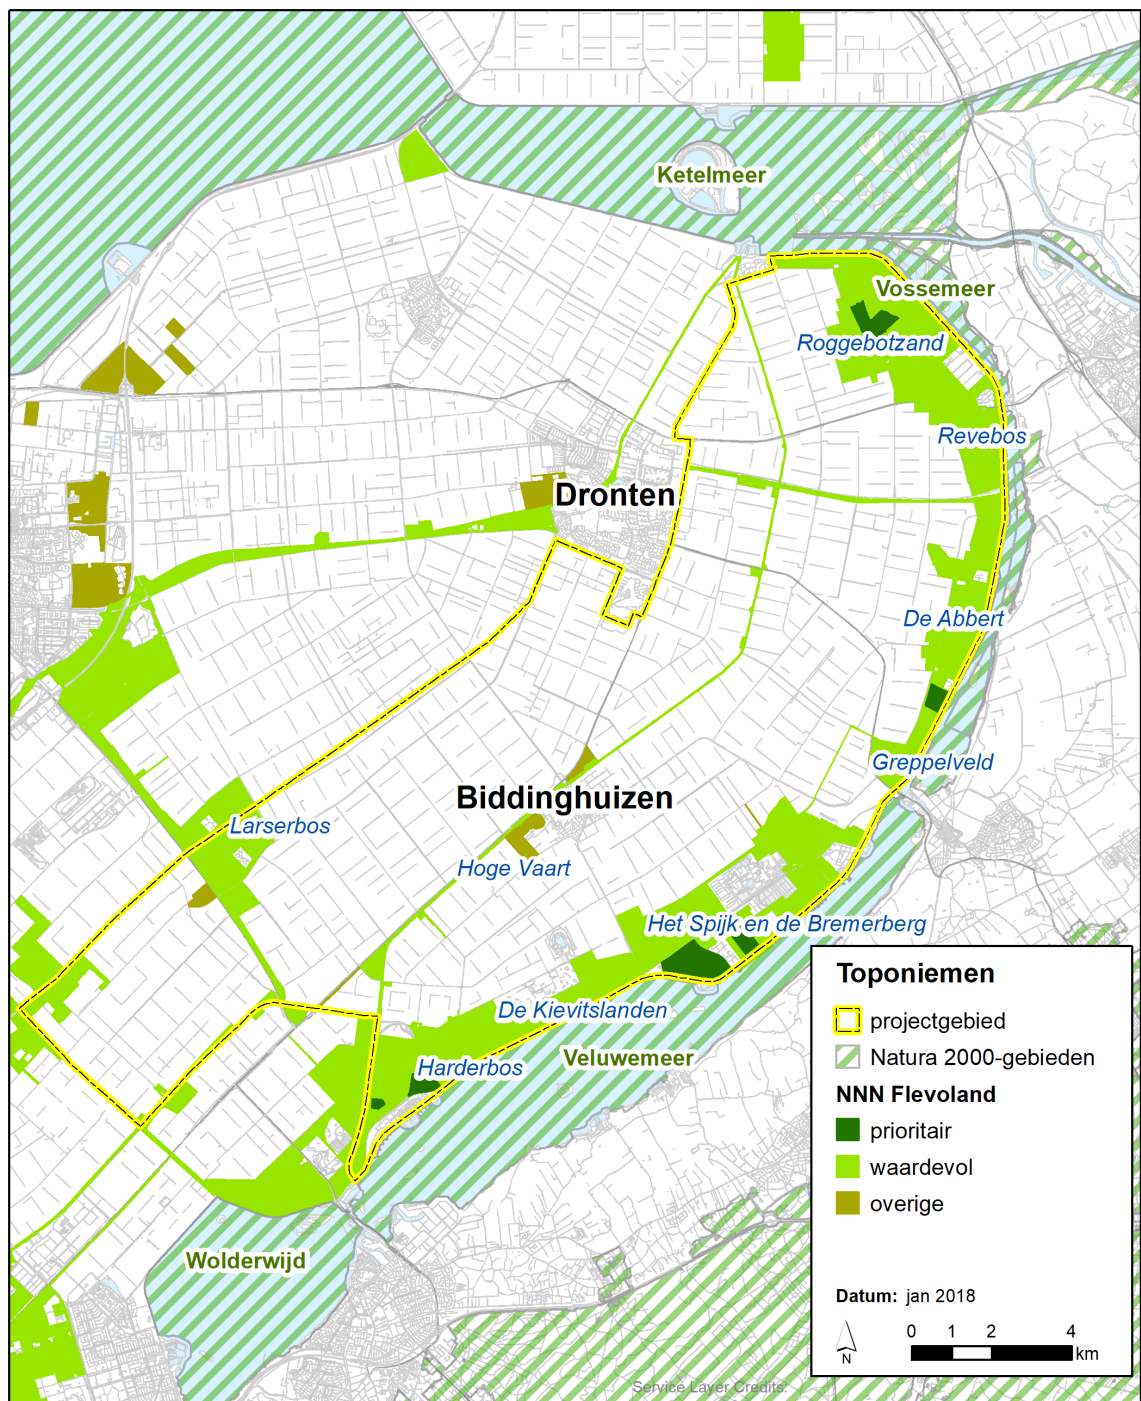 Ketelmeer
Vossemeer
Roggebotzand
Revebos
Dronten
De Abbert
Greppelveld
Biddinghuizen
Larserbos
Hoge Vaart
Het Spijk en de Bremerberg
De Kievitslanden
Veluwemeer
Harderbos
Wolderwijd
Toponiemen
projectgebied
Natura 2000-gebieden
NNN Flevoland
prioritair
waardevol
overige
Datum: jan 2018
0 1 2 4
km
N
Service Layer Credits: